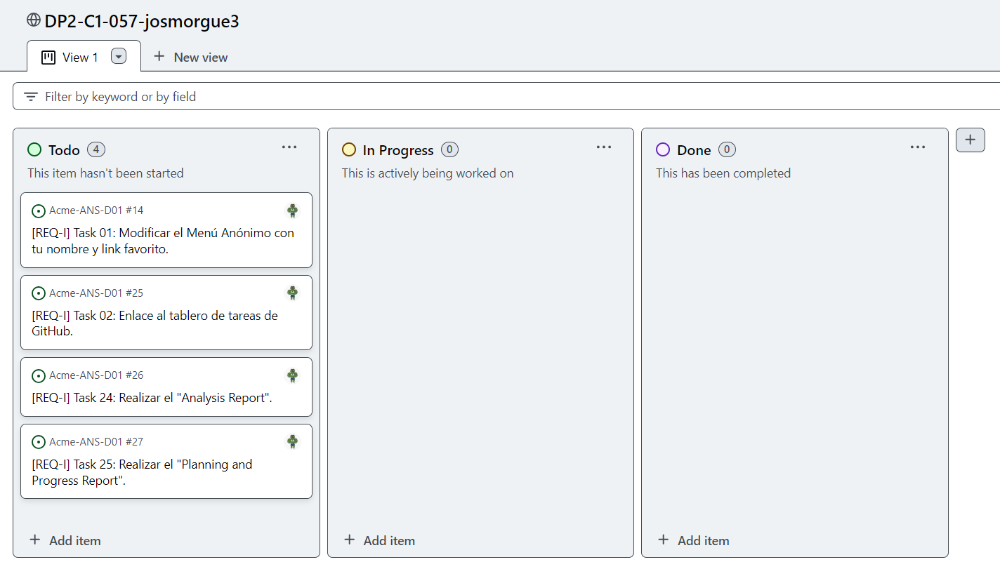 DP2-C1-057-josmorgue3
View 1
New view
Filter by keyword or by field
Todo 4
This item hasn't been started
Acme-ANS-D01 #14
[REQ-I] Task 01: Modificar el Menú Anónimo con
tu nombre y link favorito.
Acme-ANS-D01 #25
[REQ-I] Task 02: Enlace al tablero de tareas de
GitHub.
Acme-ANS-D01 #26
[REQ-I] Task 24: Realizar el "Analysis Report".
Acme-ANS-D01 #27
[REQ-I] Task 25: Realizar el "Planning and
Progress Report".
Add item
In Progress 0
This is actively being worked on
Add item
Done 0
This has been completed
Add item